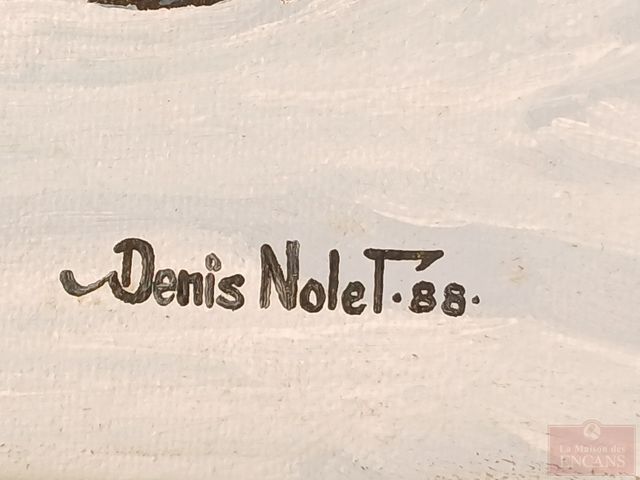 Denis Nolet.88.
La Maison des
ENCANS